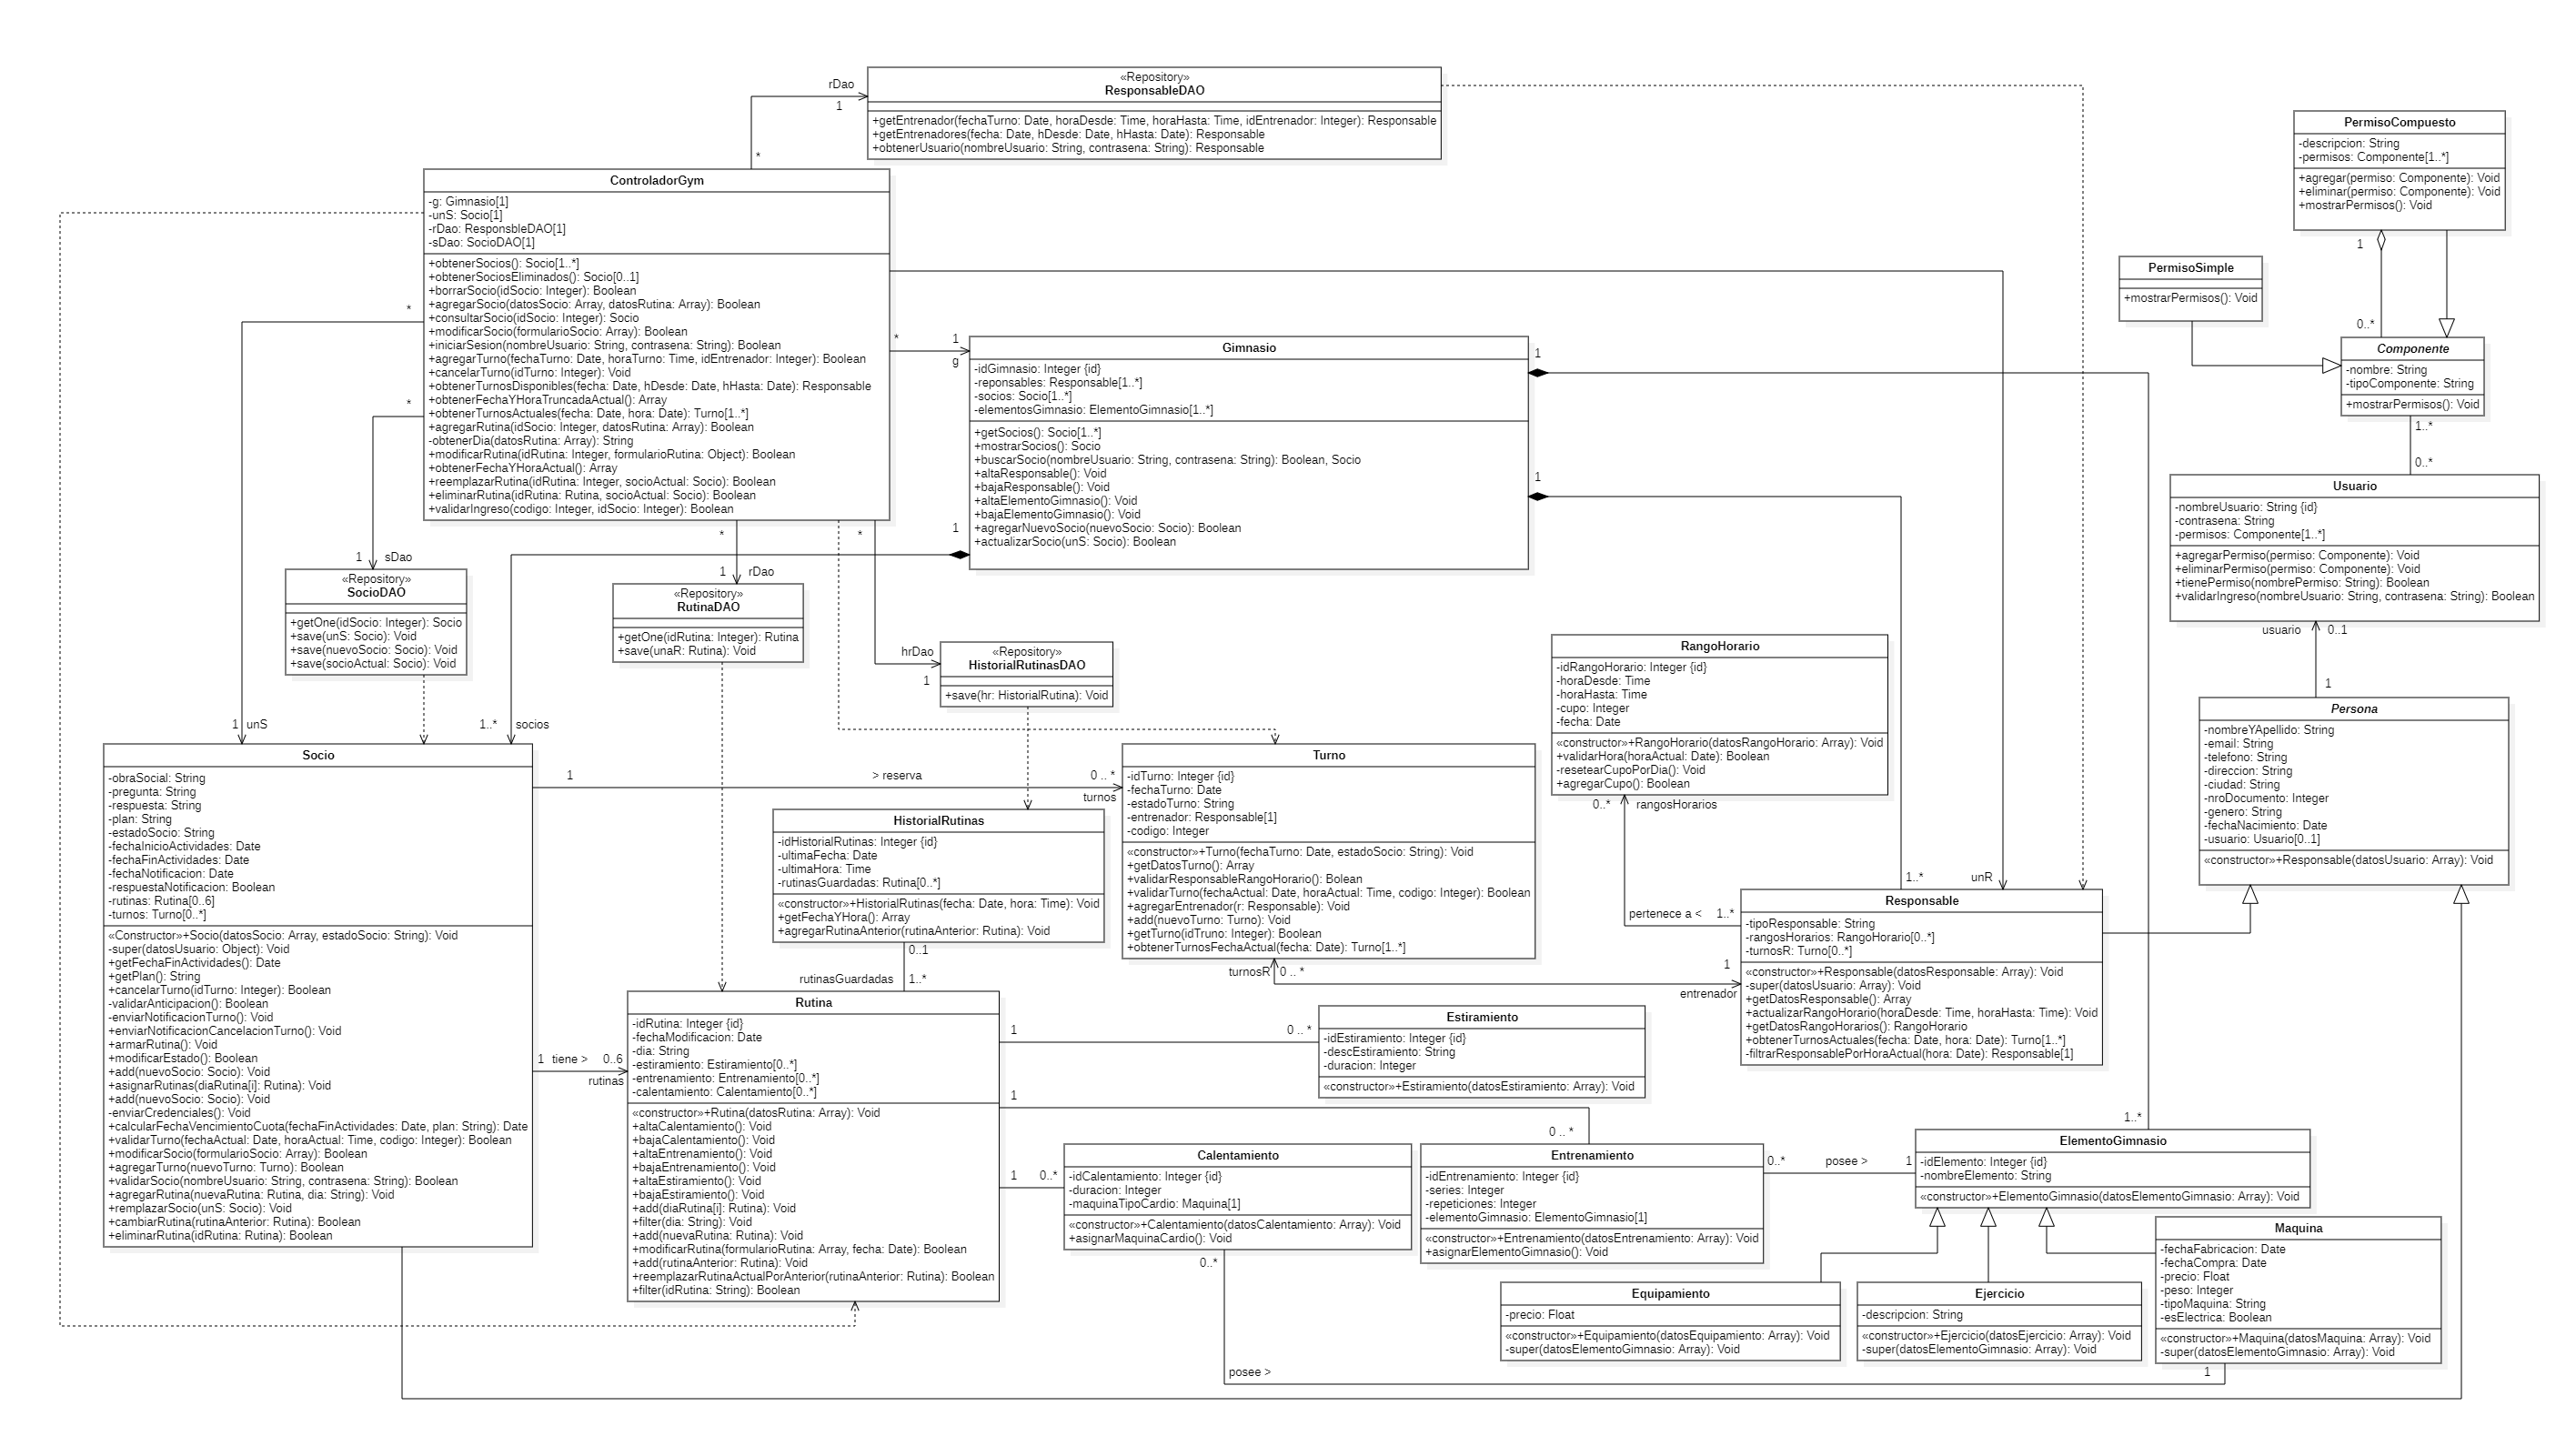 «Repository»
ResponsableDAO
+getEntrenador(fechaTurno: Date, horaDesde: Time, horaHasta: Time, idEntrenador: Integer): Responsable
+getEntrenadores(fecha: Date, hDesde: Date, hHasta: Date): Responsable
+obtenerUsuario(nombreUsuario: String, contrasena: String): Responsable
rDao
1
*
ControladorGym
-g: Gimnasio[1]
-unS: Socio[1]
-rDao: ResponsbleDAO[1]
-sDao: SocioDAO[1]
+obtenerSocios(): Socio[1..*]
+obtenerSociosEliminados(): Socio[0..1]
+borrarSocio(idSocio: Integer): Boolean
+agregarSocio(datosSocio: Array, datosRutina: Array): Boolean
+consultarSocio(idSocio: Integer): Socio
+modificarSocio(formularioSocio: Array): Boolean
+iniciarSesion(nombreUsuario: String, contrasena: String): Boolean
+agregarTurno(fechaTurno: Date, horaTurno: Time, idEntrenador: Integer): Boolean
+cancelarTurno(idTurno: Integer): Void
+obtenerTurnosDisponibles(fecha: Date, hDesde: Date, hHasta: Date): Responsable
+obtenerFechaYHoraTruncadaActual(): Array
+obtenerTurnosActuales(fecha: Date, hora: Date): Turno[1..*]
+agregarRutina(idSocio: Integer, datosRutina: Array): Boolean
-obtenerDia(datosRutina: Array): String
+modificarRutina(idRutina: Integer, formularioRutina: Object): Boolean
+obtenerFechaYHoraActual(): Array
+reemplazarRutina(idRutina: Integer, socioActual: Socio): Boolean
+eliminarRutina(idRutina: Rutina, socioActual: Socio): Boolean
+validarIngreso(codigo: Integer, idSocio: Integer): Boolean
*
*
*
1
g
*
*
PermisoCompuesto
-descripcion: String
-permisos: Componente[1..*]
+agregar(permiso: Componente): Void
+eliminar(permiso: Componente): Void
+mostrarPermisos(): Void
1
0..*
PermisoSimple
+mostrarPermisos(): Void
Componente
-nombre: String
-tipoComponente: String
+mostrarPermisos(): Void
1..*
0..*
Gimnasio
-idGimnasio: Integer {id}
-reponsables: Responsable[1..*]
-socios: Socio[1..*]
-elementosGimnasio: ElementoGimnasio[1..*]
+getSocios(): Socio[1..*]
+mostrarSocios(): Socio
+buscarSocio(nombreUsuario: String, contrasena: String): Boolean, Socio
+altaResponsable(): Void
+bajaResponsable(): Void
+altaElementoGimnasio(): Void
+bajaElementoGimnasio(): Void
+agregarNuevoSocio(nuevoSocio: Socio): Boolean
+actualizarSocio(unS: Socio): Boolean
1
1
1
Usuario
-nombreUsuario: String {id}
-contrasena: String
-permisos: Componente[1..*]
+agregarPermiso(permiso: Componente): Void
+eliminarPermiso(permiso: Componente): Void
+tienePermiso(nombrePermiso: String): Boolean
+validarIngreso(nombreUsuario: String, contrasena: String): Boolean
usuario
0..1
1
1
sDao
«Repository»
SocioDAO
+getOne(idSocio: Integer): Socio
+save(unS: Socio): Void
+save(nuevoSocio: Socio): Void
+save(socioActual: Socio): Void
1
rDao
«Repository»
RutinaDAO
+getOne(idRutina: Integer): Rutina
+save(unaR: Rutina): Void
hrDao
1
«Repository»
HistorialRutinasDAO
+save(hr: HistorialRutina): Void
RangoHorario
-idRangoHorario: Integer {id}
-horaDesde: Time
-horaHasta: Time
-cupo: Integer
-fecha: Date
«constructor»+RangoHorario(datosRangoHorario: Array): Void
+validarHora(horaActual: Date): Boolean
-resetearCupoPorDia(): Void
+agregarCupo(): Boolean
0..*
rangosHorarios
Persona
-nombreYApellido: String
-email: String
-telefono: String
-direccion: String
-ciudad: String
-nroDocumento: Integer
-genero: String
-fechaNacimiento: Date
-usuario: Usuario[0..1]
«constructor»+Responsable(datosUsuario: Array): Void
1
unS
1..*
socios
Socio
-obraSocial: String
-pregunta: String
-respuesta: String
-plan: String
-estadoSocio: String
-fechaInicioActividades: Date
-fechaFinActividades: Date
-fechaNotificacion: Date
-respuestaNotificacion: Boolean
-rutinas: Rutina[0..6]
-turnos: Turno[0..*]
«Constructor»+Socio(datosSocio: Array, estadoSocio: String): Void
-super(datosUsuario: Object): Void
+getFechaFinActividades(): Date
+getPlan(): String
+cancelarTurno(idTurno: Integer): Boolean
-validarAnticipacion(): Boolean
-enviarNotificacionTurno(): Void
+enviarNotificacionCancelacionTurno(): Void
+armarRutina(): Void
+modificarEstado(): Boolean
+add(nuevoSocio: Socio): Void
+asignarRutinas(diaRutina[i]: Rutina): Void
+add(nuevoSocio: Socio): Void
-enviarCredenciales(): Void
+calcularFechaVencimientoCuota(fechaFinActividades: Date, plan: String): Date
+validarTurno(fechaActual: Date, horaActual: Time, codigo: Integer): Boolean
+modificarSocio(formularioSocio: Array): Boolean
+agregarTurno(nuevoTurno: Turno): Boolean
+validarSocio(nombreUsuario: String, contrasena: String): Boolean
+agregarRutina(nuevaRutina: Rutina, dia: String): Void
+remplazarSocio(unS: Socio): Void
+cambiarRutina(rutinaAnterior: Rutina): Boolean
+eliminarRutina(idRutina: Rutina): Boolean
1
> reserva
0 .. *
turnos
Turno
-idTurno: Integer {id}
-fechaTurno: Date
-estadoTurno: String
-entrenador: Responsable[1]
-codigo: Integer
«constructor»+Turno(fechaTurno: Date, estadoSocio: String): Void
+getDatosTurno(): Array
+validarResponsableRangoHorario(): Bolean
+validarTurno(fechaActual: Date, horaActual: Time, codigo: Integer): Boolean
+agregarEntrenador(r: Responsable): Void
+add(nuevoTurno: Turno): Void
+getTurno(idTruno: Integer): Boolean
+obtenerTurnosFechaActual(fecha: Date): Turno[1..*]
turnosR
0 .. *
HistorialRutinas
-idHistorialRutinas: Integer {id}
-ultimaFecha: Date
-ultimaHora: Time
-rutinasGuardadas: Rutina[0..*]
«constructor»+HistorialRutinas(fecha: Date, hora: Time): Void
+getFechaYHora(): Array
+agregarRutinaAnterior(rutinaAnterior: Rutina): Void
0..1
rutinasGuardadas
1..*
1..*
unR
pertenece a <
1..*
1
entrenador
Responsable
-tipoResponsable: String
-rangosHorarios: RangoHorario[0..*]
-turnosR: Turno[0..*]
«constructor»+Responsable(datosResponsable: Array): Void
-super(datosUsuario: Array): Void
+getDatosResponsable(): Array
+actualizarRangoHorario(horaDesde: Time, horaHasta: Time): Void
+getDatosRangoHorarios(): RangoHorario
+obtenerTurnosActuales(fecha: Date, hora: Date): Turno[1..*]
-filtrarResponsablePorHoraActual(hora: Date): Responsable[1]
1
tiene >
0..6
rutinas
Rutina
-idRutina: Integer {id}
-fechaModificacion: Date
-dia: String
-estiramiento: Estiramiento[0..*]
-entrenamiento: Entrenamiento[0..*]
-calentamiento: Calentamiento[0..*]
«constructor»+Rutina(datosRutina: Array): Void
+altaCalentamiento(): Void
+bajaCalentamiento(): Void
+altaEntrenamiento(): Void
+bajaEntrenamiento(): Void
+altaEstiramiento(): Void
+bajaEstiramiento(): Void
+add(diaRutina[i]: Rutina): Void
+filter(dia: String): Void
+add(nuevaRutina: Rutina): Void
+modificarRutina(formularioRutina: Array, fecha: Date): Boolean
+add(rutinaAnterior: Rutina): Void
+reemplazarRutinaActualPorAnterior(rutinaAnterior: Rutina): Boolean
+filter(idRutina: String): Boolean
1
0 .. *
Estiramiento
-idEstiramiento: Integer {id}
-descEstiramiento: String
-duracion: Integer
«constructor»+Estiramiento(datosEstiramiento: Array): Void
1
0 .. *
1
0..*
Calentamiento
-idCalentamiento: Integer {id}
-duracion: Integer
-maquinaTipoCardio: Maquina[1]
«constructor»+Calentamiento(datosCalentamiento: Array): Void
+asignarMaquinaCardio(): Void
0..*
posee >
Entrenamiento
-idEntrenamiento: Integer {id}
-series: Integer
-repeticiones: Integer
-elementoGimnasio: ElementoGimnasio[1]
«constructor»+Entrenamiento(datosEntrenamiento: Array): Void
+asignarElementoGimnasio(): Void
0..*
posee >
1
1..*
ElementoGimnasio
-idElemento: Integer {id}
-nombreElemento: String
«constructor»+ElementoGimnasio(datosElementoGimnasio: Array): Void
Equipamiento
-precio: Float
«constructor»+Equipamiento(datosEquipamiento: Array): Void
-super(datosElementoGimnasio: Array): Void
Ejercicio
-descripcion: String
«constructor»+Ejercicio(datosEjercicio: Array): Void
-super(datosElementoGimnasio: Array): Void
Maquina
-fechaFabricacion: Date
-fechaCompra: Date
-precio: Float
-peso: Integer
-tipoMaquina: String
-esElectrica: Boolean
«constructor»+Maquina(datosMaquina: Array): Void
-super(datosElementoGimnasio: Array): Void
1